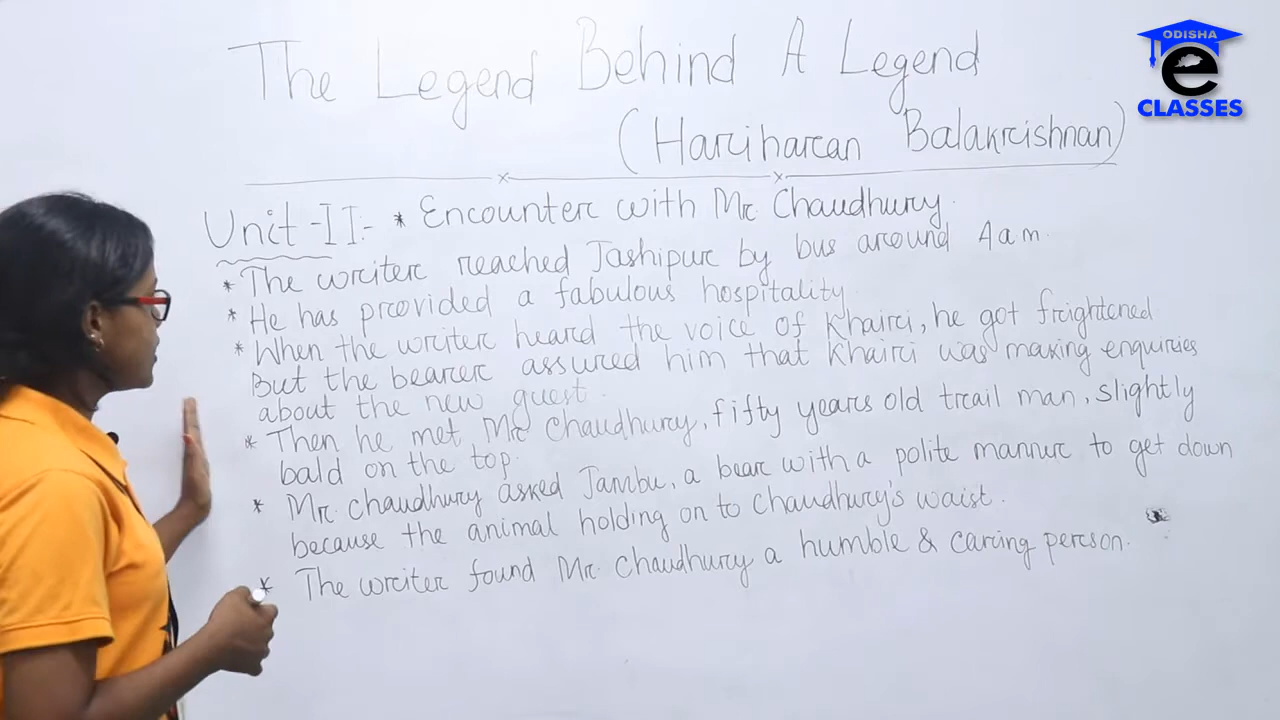 ODISHA
e
CLASSES
The Legend Behind A Legend
(Hariharan Balakrishnan)
Unit-II:- * Encounter with Mr. Chaudhury.
* The writer reached Jashipur by bus around 4 a m.
* He has provided a fabulous hospitality.
* When the writer heard the voice of Khairi, he got frightened
But the bearer assured him that Khairi was making enquiries
about the new guest.
* Then he met Mr. Chaudhury, fifty years old trail man, slightly
bald on the top.
* Mr. Chaudhury asked Jambu, a bear with a polite manner to get down
because the animal holding on to Chaudhury's waist.
* The writer found Mr. Chaudhury a humble & caring person.